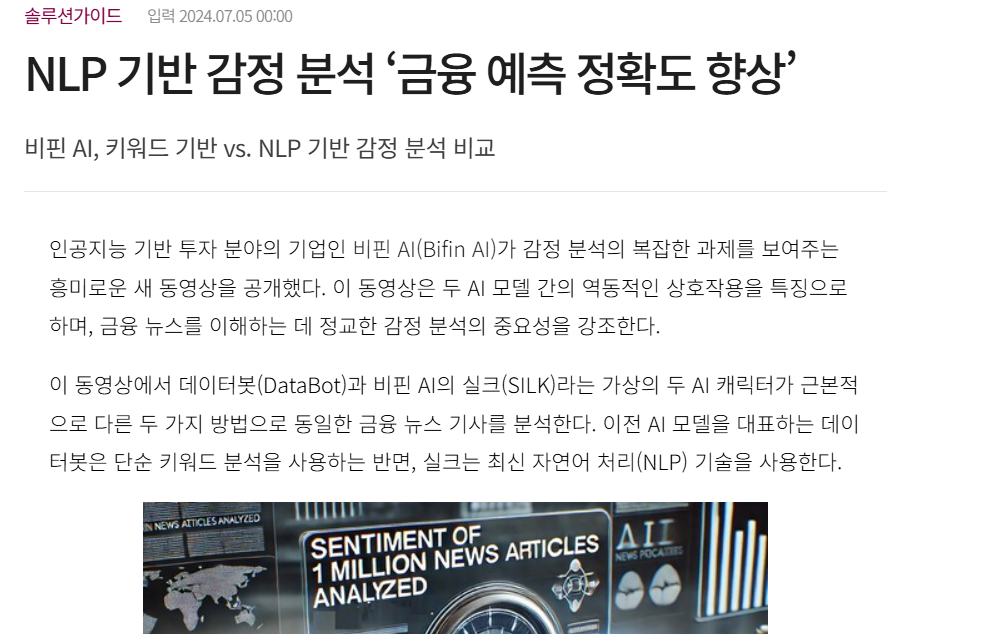 솔루션가이드 입력 2024.07.05 00:00
NLP 기반 감정 분석 ‘금융 예측 정확도 향상’
비핀 AI, 키워드 기반 vs. NLP 기반 감정 분석 비교
인공지능 기반 투자 분야의 기업인 비핀 AI(Bifin AI)가 감정 분석의 복잡한 과제를 보여주는
흥미로운 새 동영상을 공개했다. 이 동영상은 두 AI 모델 간의 역동적인 상호작용을 특징으로
하며, 금융 뉴스를 이해하는 데 정교한 감정 분석의 중요성을 강조한다.
이 동영상에서 데이터봇(DataBot)과 비핀 AI의 실크(SILK)라는 가상의 두 AI 캐릭터가 근본적
으로 다른 두 가지 방법으로 동일한 금융 뉴스 기사를 분석한다. 이전 AI 모델을 대표하는 데이
터봇은 단순 키워드 분석을 사용하는 반면, 실크는 최신 자연어 처리(NLP) 기술을 사용한다.
IN NEWS ATTICLES ANALYZED
SENTIMENT OF
1 MILLION NEWS ARTICLES
ANALYZED
NEWS